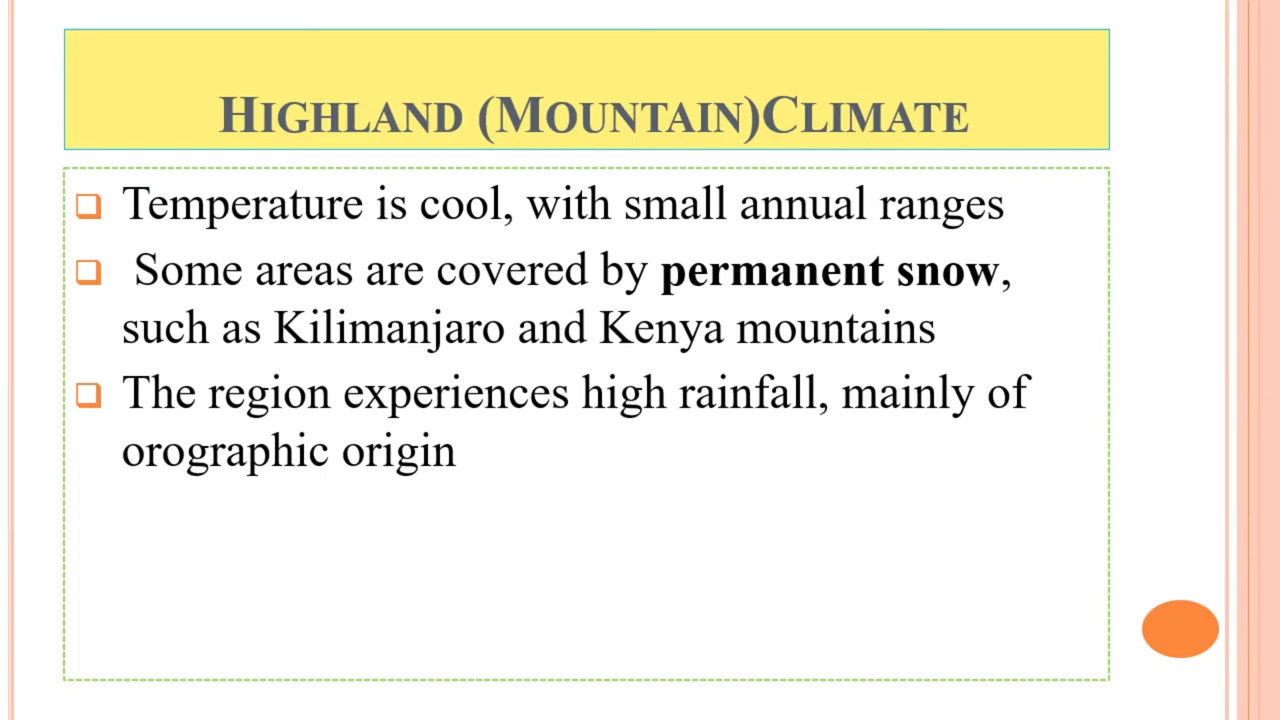 HIGHLAND (MOUNTAIN)CLIMATE
Temperature is cool, with small annual ranges
Some areas are covered by permanent snow,
such as Kilimanjaro and Kenya mountains
The region experiences high rainfall, mainly of
orographic origin